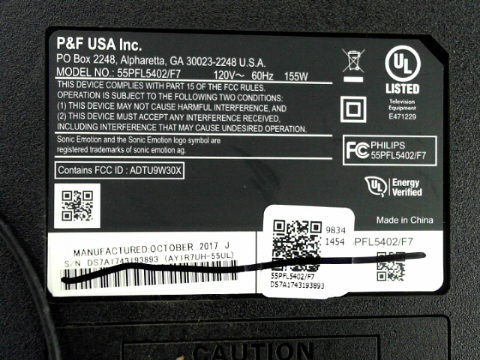 P&F USA Inc.
PO Box 2248, Alpharetta, GA 30023-2248 U.S.A.
MODEL NO.: 55PFL5402/F7 120V~ 60Hz 155W
THIS DEVICE COMPLIES WITH PART 15 OF THE FCC RULES.
OPERATION IS SUBJECT TO THE FOLLOWING TWO CONDITIONS:
(1) THIS DEVICE MAY NOT CAUSE HARMFUL INTERFERENCE, AND
(2) THIS DEVICE MUST ACCEPT ANY INTERFERENCE RECEIVED,
INCLUDING INTERFERENCE THAT MAY CAUSE UNDESIRED OPERATION.
Sonic Emotion and the Sonic Emotion logo symbol are
registered trademarks of sonic emotion ag.
Contains FCC ID : ADTU9W30X
UL
LISTED
Television
Equipment
E471229
FC PHILIPS
55PFL5402/F7
UL Energy
Verified
Made in China
MANUFACTURED:OCTOBER 2017 J
S/N DS7A1743193893 (AY1R7UH-55UL)
9834
1454
PFL5402/F7
55PFL5402/F7
DS7A1743193893
CAUTION